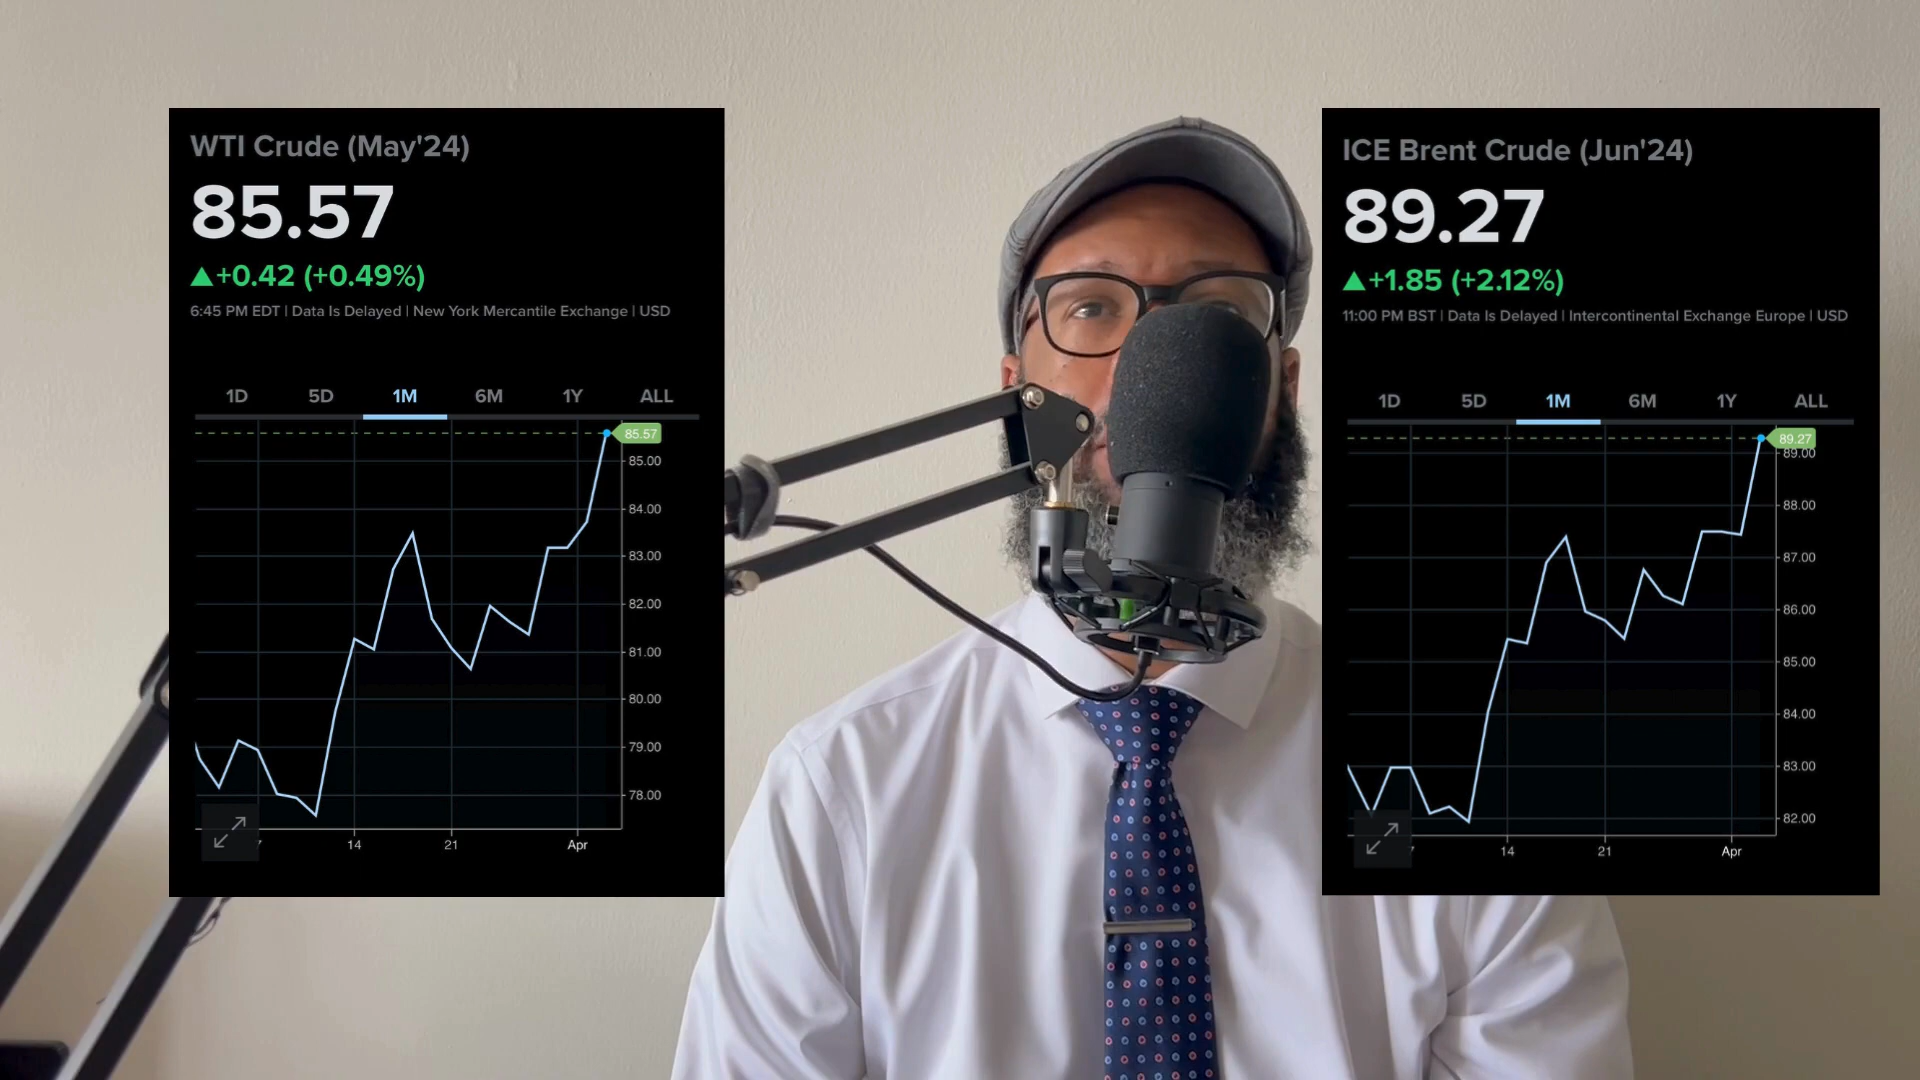 WTI Crude (May'24)
85.57
▲+0.42 (+0.49%)
6:45 PM EDT | Data Is Delayed | New York Mercantile Exchange | USD
1D 5D 1M 6M 1Y ALL
85.57
85.00
84.00
83.00
82.00
81.00
80.00
79.00
78.00
14 21 Apr
ICE Brent Crude (Jun'24)
89.27
▲+1.85 (+2.12%)
11:00 PM BST | Data Is Delayed | Intercontinental Exchange Europe | USD
1D 5D 1M 6M 1Y ALL
89.27
89.00
88.00
87.00
86.00
85.00
84.00
83.00
82.00
14 21 Apr